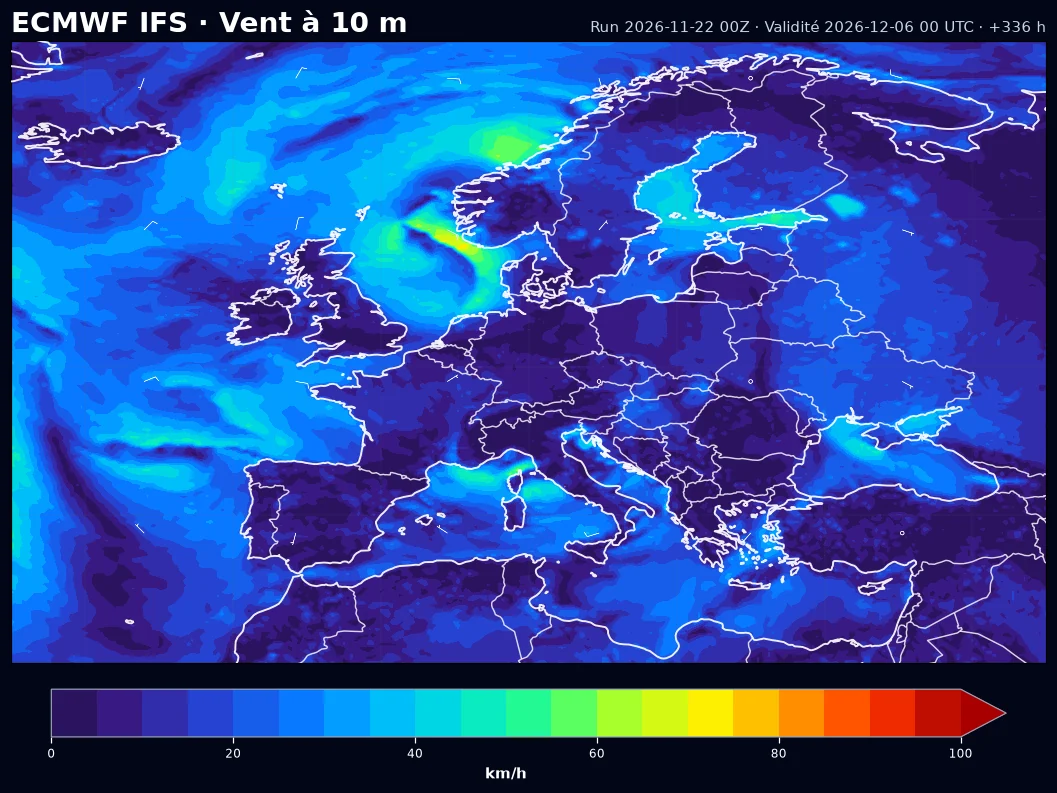 ECMWF IFS · Vent à 10 m
Run 2026-11-22 00Z · Validité 2026-12-06 00 UTC · +336 h
0 20 40 60 80 100
km/h